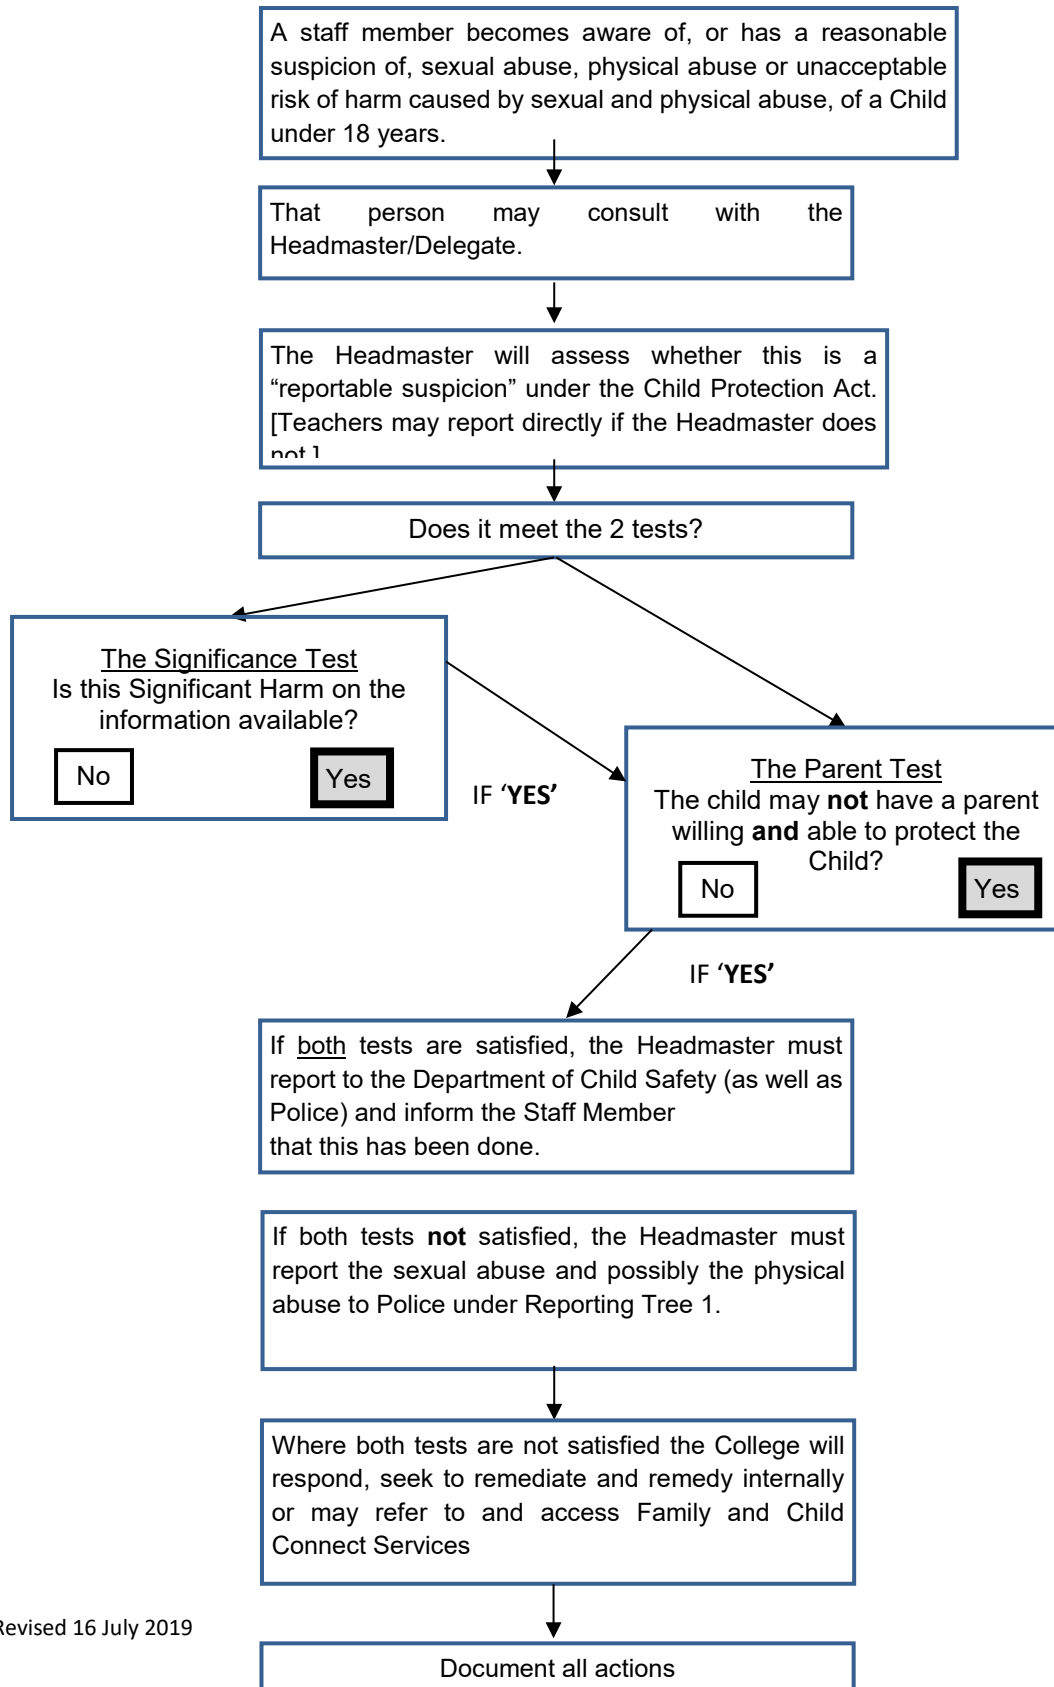 A staff member becomes aware of, or has a reasonable
suspicion of, sexual abuse, physical abuse or unacceptable
risk of harm caused by sexual and physical abuse, of a Child
under 18 years.
That person may consult with the
Headmaster/Delegate.
The Headmaster will assess whether this is a
“reportable suspicion” under the Child Protection Act.
[Teachers may report directly if the Headmaster does
not.]
Does it meet the 2 tests?
The Significance Test
Is this Significant Harm on the
information available?
No
Yes
IF ‘YES’
The Parent Test
The child may not have a parent
willing and able to protect the
Child?
No
Yes
IF ‘YES’
If both tests are satisfied, the Headmaster must
report to the Department of Child Safety (as well as
Police) and inform the Staff Member
that this has been done.
If both tests not satisfied, the Headmaster must
report the sexual abuse and possibly the physical
abuse to Police under Reporting Tree 1.
Where both tests are not satisfied the College will
respond, seek to remediate and remedy internally
or may refer to and access Family and Child
Connect Services
Revised 16 July 2019
Document all actions